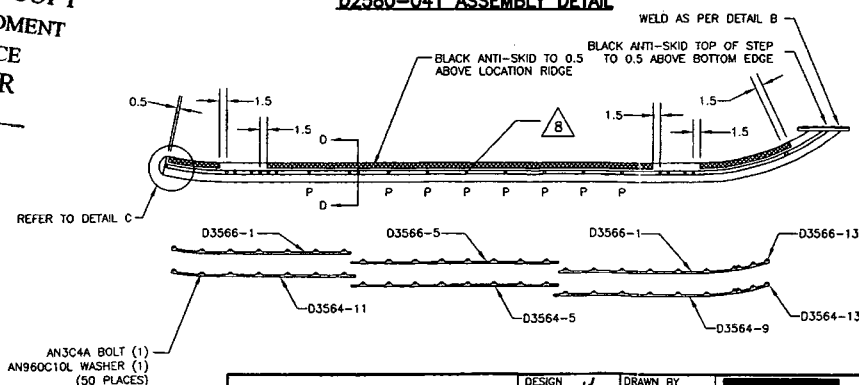 DMENT
CE
R
D2580-041 ASSEMBLY DETAIL
WELD AS PER DETAIL B
BLACK ANTI-SKID TO 0.5
ABOVE LOCATION RIDGE
BLACK ANTI-SKID TOP OF STEP
TO 0.5 ABOVE BOTTOM EDGE
0.5
1.5
1.5
D
8
1.5
1.5
1.5
D
P P P P P P P P P
REFER TO DETAIL C
D3566-1
D3566-5
D3566-1
D3566-13
D3564-11
D3564-5
D3564-9
D3564-13
AN3C4A BOLT (1)
AN960C10L WASHER (1)
(50 PLACES)
DESIGN
DRAWN BY